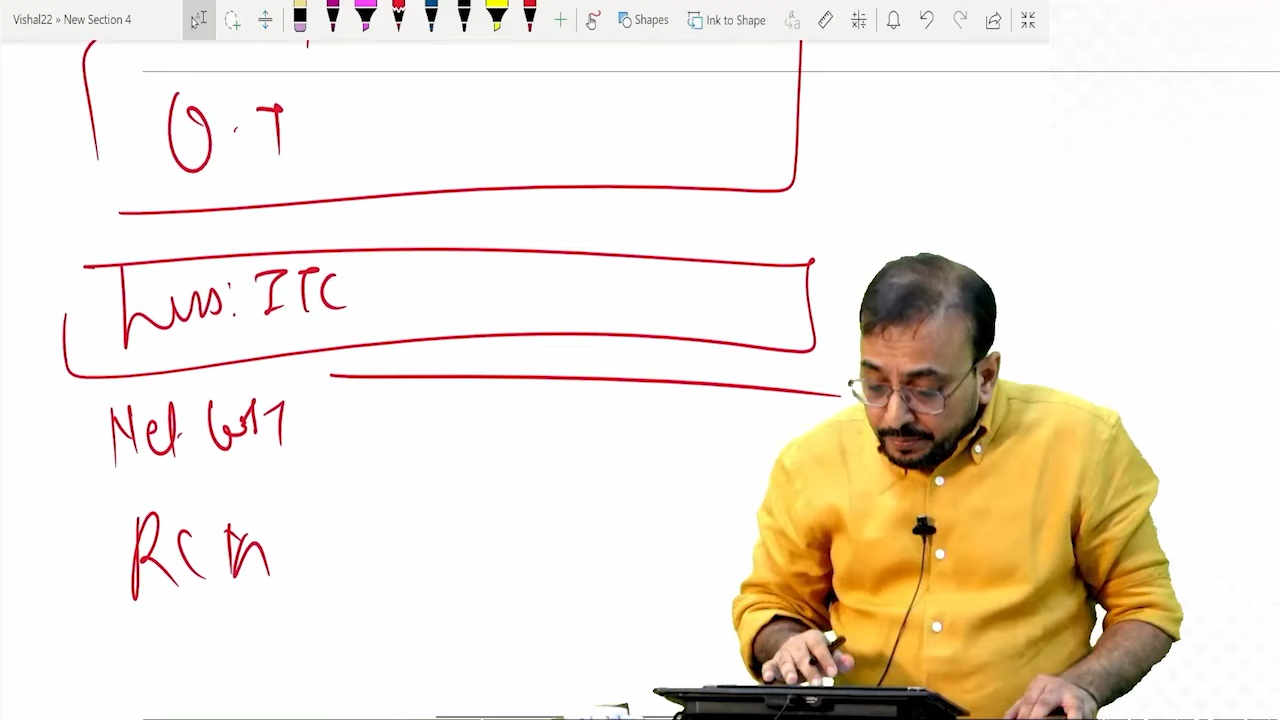 Vishal22 » New Section 4 Shapes Ink to Shape
O.T
Less: ITC
Net GST
RCM